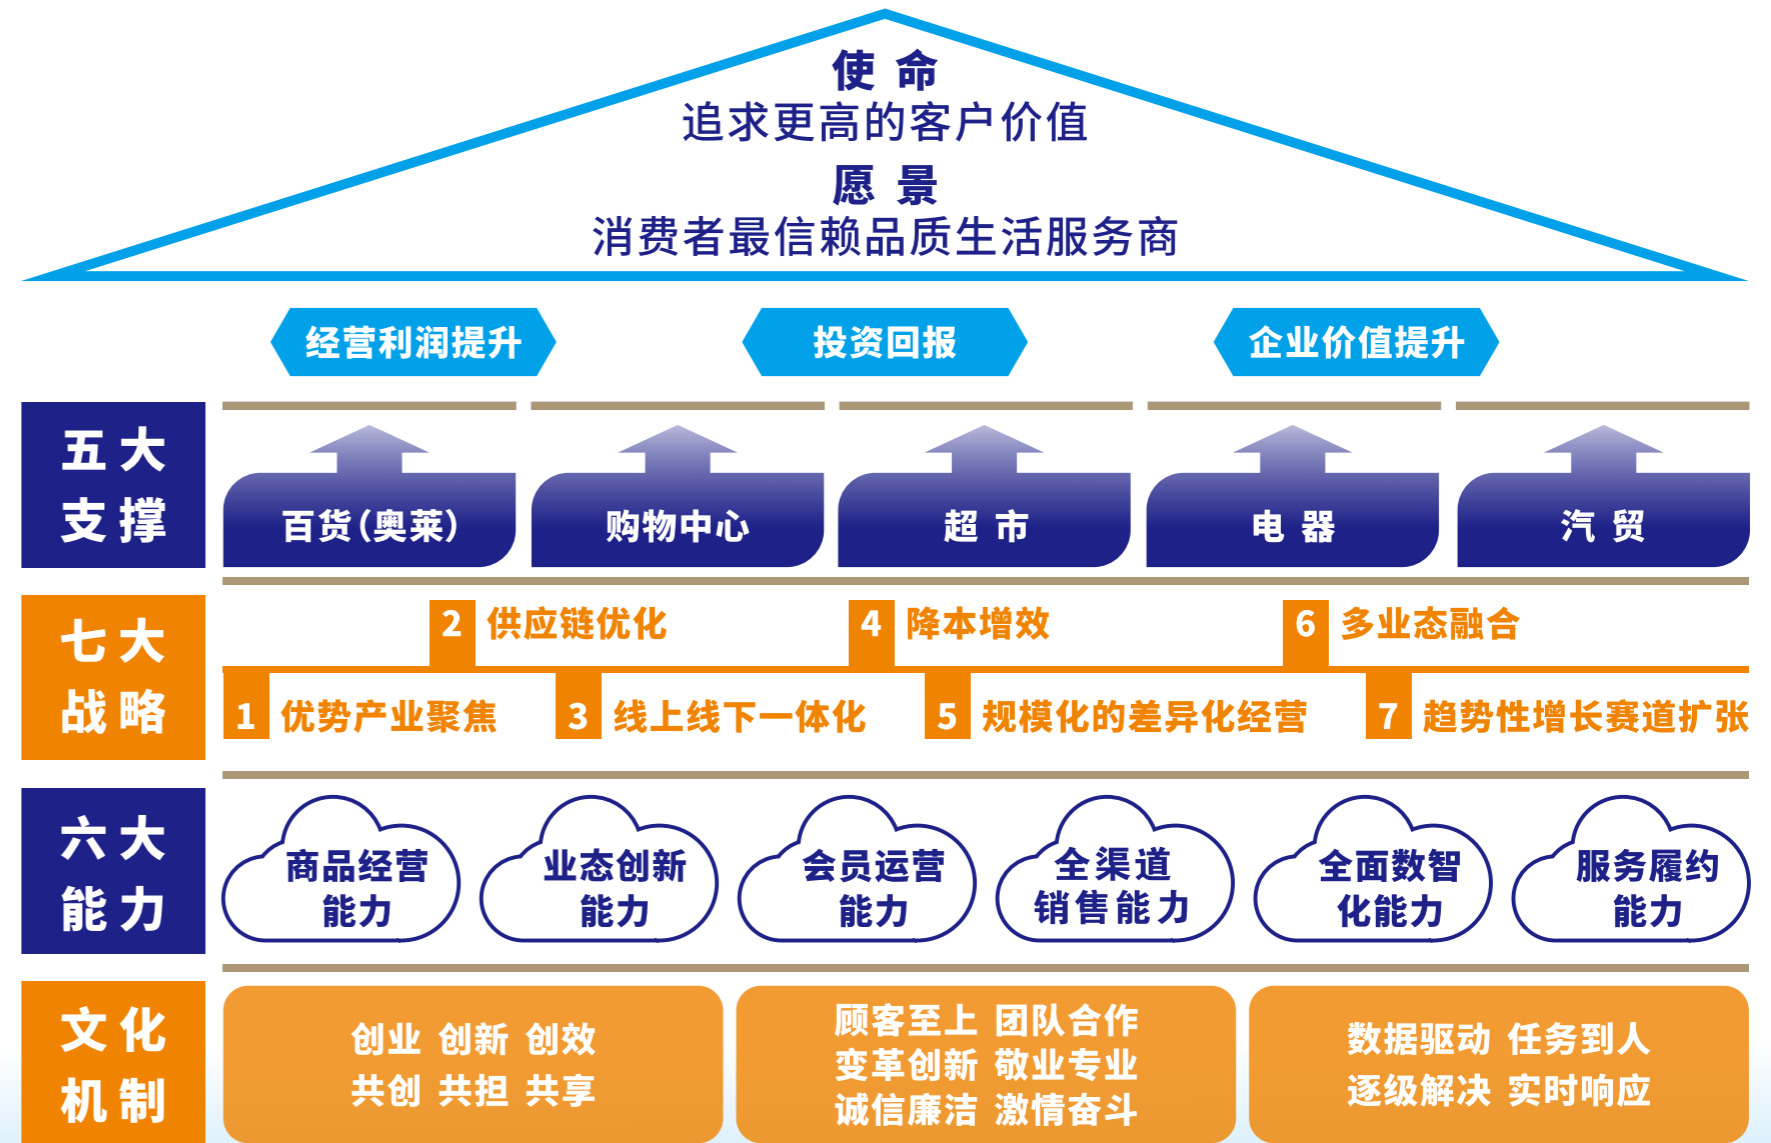 使命
追求更高的客户价值
愿景
消费者最信赖品质生活服务商
经营利润提升
投资回报
企业价值提升
五大
支撑
百货(奥莱)
购物中心
超市
电器
汽贸
七大
战略
2 供应链优化
4 降本增效
6 多业态融合
1 优势产业聚焦
3 线上线下一体化
5 规模化的差异化经营
7 趋势性增长赛道扩张
六大
能力
商品经营
能力
业态创新
能力
会员运营
能力
全渠道
销售能力
全面数智
化能力
服务履约
能力
文化
机制
创业 创新 创效
共创 共担 共享
顾客至上 团队合作
变革创新 敬业专业
诚信廉洁 激情奋斗
数据驱动 任务到人
逐级解决 实时响应